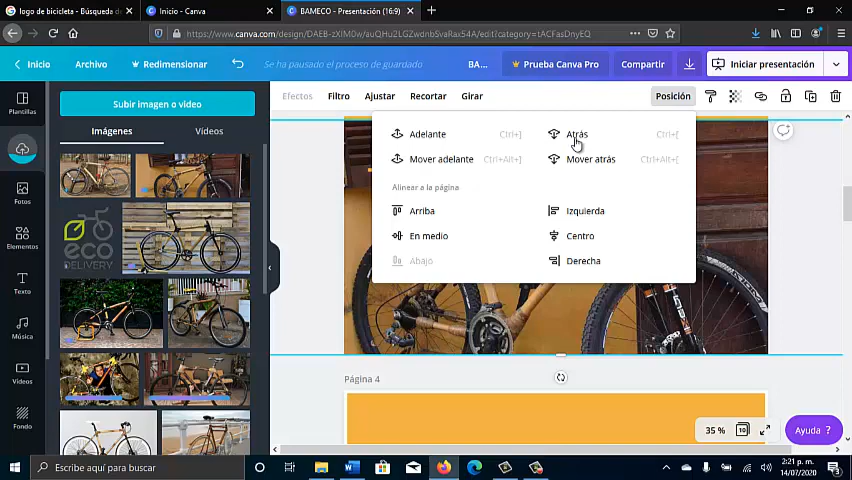 logo de bicicleta - Búsqueda de
Inicio - Canva
BAMECO - Presentación (16:9)
https://www.canva.com/design/DAEB-zXlM0w/auQHu2LGZwdnb5vaRax54A/edit?category=tACFasDnyEQ
Inicio
Archivo
Redimensionar
Se ha pausado el proceso de guardado
BA...
Prueba Canva Pro
Compartir
Iniciar presentación
Plantillas
Subir imagen o video
Efectos
Filtro
Ajustar
Recortar
Girar
Posición
Imágenes
Videos
Adelante
Ctrl+]
Atrás
Ctrl+[
Mover adelante
Ctrl+Alt+]
Mover atrás
Ctrl+Alt+[
Alinear a la página
Arriba
Izquierda
En medio
Centro
Abajo
Derecha
Fotos
Elementos
Texto
Música
Videos
Fondo
eco
DELIVERY
Página 4
35 %
10
Ayuda ?
Escribe aquí para buscar
2:21 p. m.
14/07/2020
3